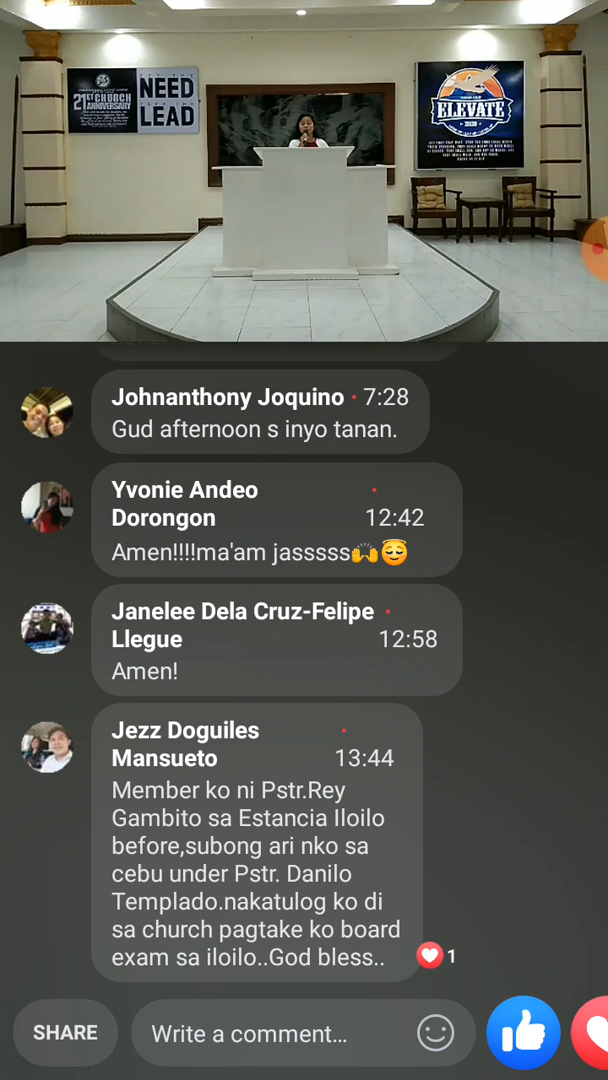 21ST CHURCH
ANNIVERSARY
NEED
LEAD
ELEVATE
Johnanthony Joquino • 7:28
Gud afternoon s inyo tanan.
Yvonie Andeo •
Dorongon 12:42
Amen!!!!ma'am jasssss🙌😇
Janelee Dela Cruz-Felipe •
Llegue 12:58
Amen!
Jezz Doguiles •
Mansueto 13:44
Member ko ni Pstr.Rey
Gambito sa Estancia Iloilo
before,subong ari nko sa
cebu under Pstr. Danilo
Templado.nakatulog ko di
sa church pagtake ko board
exam sa iloilo..God bless..
1
SHARE
Write a comment...